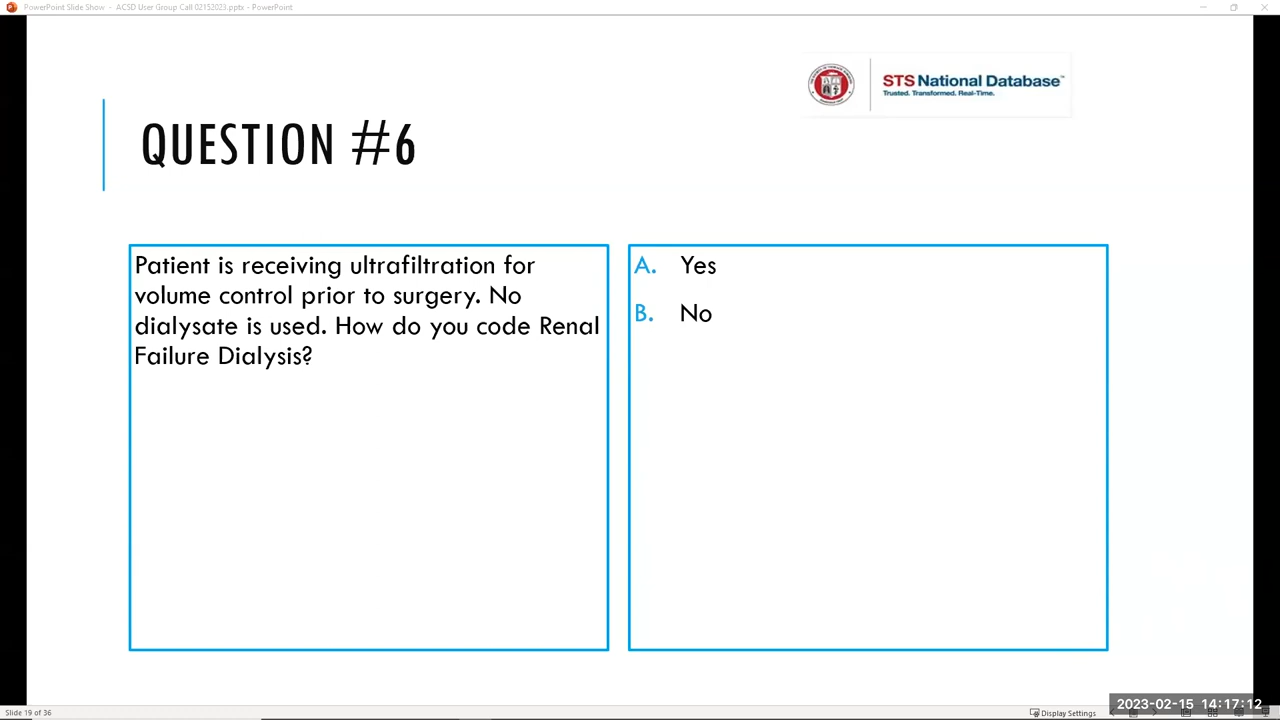 PowerPoint Slide Show - ACSD User Group Call 02152023.pptx - PowerPoint
STS National Database™
Trusted. Transformed. Real-Time.
QUESTION #6
Patient is receiving ultrafiltration for
volume control prior to surgery. No
dialysate is used. How do you code Renal
Failure Dialysis?
A. Yes
B. No
2023-02-15 14:17:12
Slide 19 of 36
Display Settings